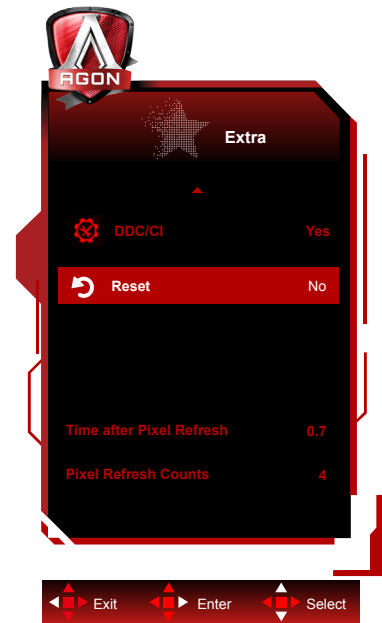 AGON
Extra
DDC/CI Yes
Reset No
Time after Pixel Refresh 0.7
Pixel Refresh Counts 4
Exit Enter Select